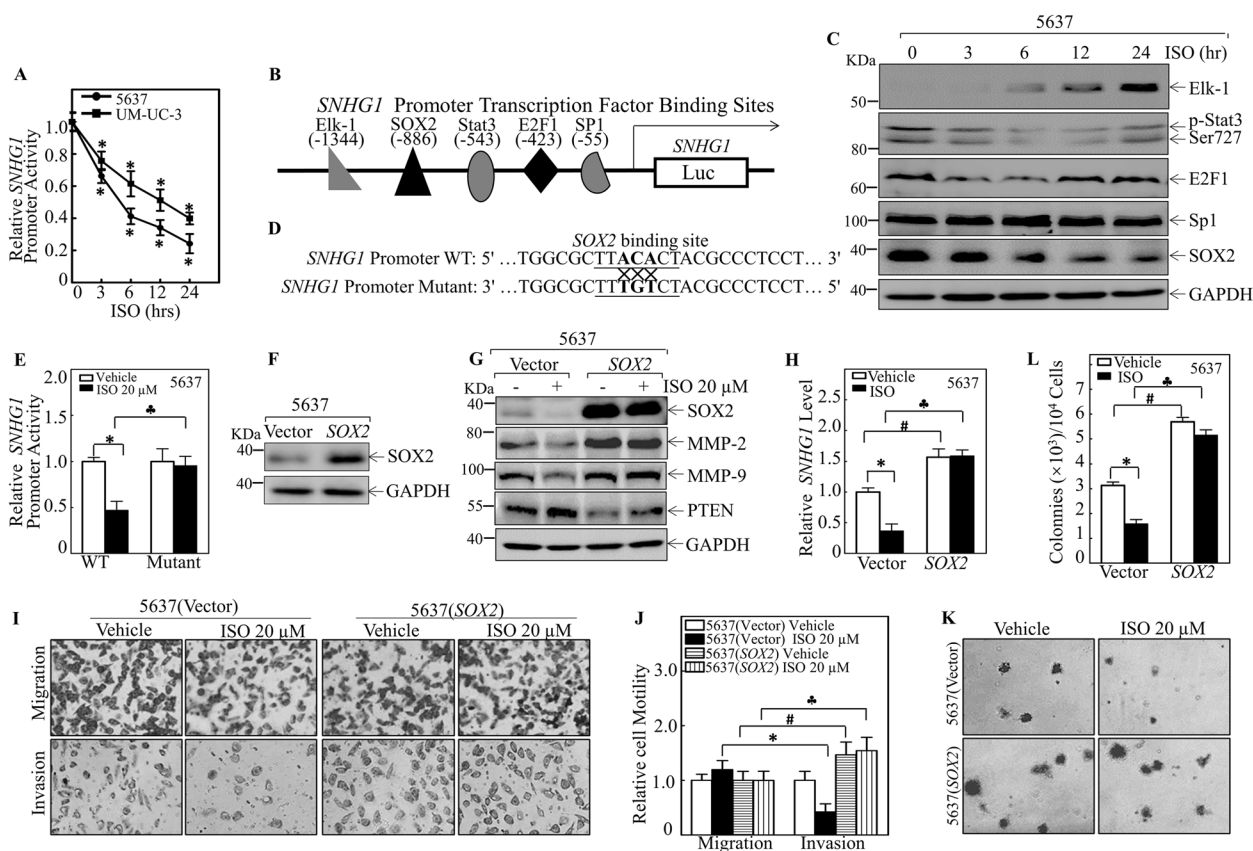 A
5637
UM-UC-3
Relative SNHG1
Promoter Activity
1.0
0.8
0.6
0.4
0.2
0
0 3 6 12 24
ISO (hrs)
B
SNHG1 Promoter Transcription Factor Binding Sites
Elk-1 SOX2 Stat3 E2F1 SP1
(-1344) (-886) (-543) (-423) (-55)
SNHG1
Luc
C
5637
KDa 0 3 6 12 24 ISO (hr)
50 Elk-1
p-Stat3
80 Ser727
60 E2F1
100 Sp1
40 SOX2
40 GAPDH
D
SOX2 binding site
SNHG1 Promoter WT: 5' …TGGCGCTTACACTACGCCCTCCT… 3'
XXX
SNHG1 Promoter Mutant: 3' …TGGCGCTTTGTCTACGCCCTCCT… 5'
E
Vehicle
ISO 20 µM
5637
Relative SNHG1
Promoter Activity
2.0
1.5
1.0
0.5
0
* ♣
WT Mutant
F
5637
KDa Vector SOX2
40 SOX2
40 GAPDH
G
5637
Vector SOX2
KDa - + - + ISO 20 µM
40 SOX2
80 MMP-2
100 MMP-9
55 PTEN
40 GAPDH
H
Vehicle
ISO
5637
Relative SNHG1 Level
2.5
2.0
1.5
1.0
0.5
0
* # ♣
Vector SOX2
L
Vehicle
ISO
5637
Colonnies (×10³)/10⁴ Cells
7
6
5
4
3
2
1
0
* # ♣
Vector SOX2
I
5637(Vector) 5637(SOX2)
Vehicle ISO 20 µM Vehicle ISO 20 µM
Migration
Invasion
J
5637(Vector) Vehicle
5637(Vector) ISO 20 µM
5637(SOX2) Vehicle
5637(SOX2) ISO 20 µM
Relative cell Motility
3.0
2.0
1.0
0
♣
#
*
Migration Invasion
K
Vehicle ISO 20 µM
5637(Vector)
5637(SOX2)